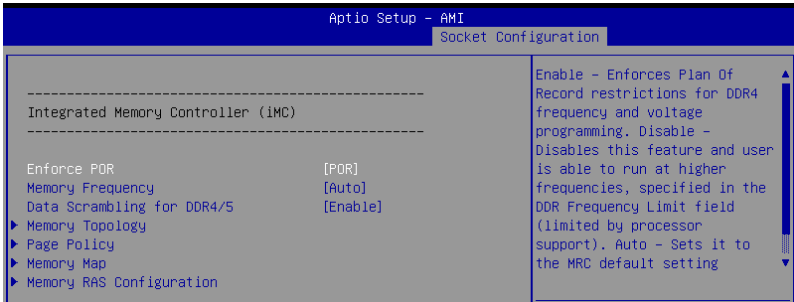 Aptio Setup – AMI
Socket Configuration
------------------------------------------------
Integrated Memory Controller (iMC)
------------------------------------------------
Enforce POR [POR]
Memory Frequency [Auto]
Data Scrambling for DDR4/5 [Enable]
Memory Topology
Page Policy
Memory Map
Memory RAS Configuration
Enable – Enforces Plan Of
Record restrictions for DDR4
frequency and voltage
programming. Disable –
Disables this feature and user
is able to run at higher
frequencies, specified in the
DDR Frequency Limit field
(limited by processor
support). Auto – Sets it to
the MRC default setting